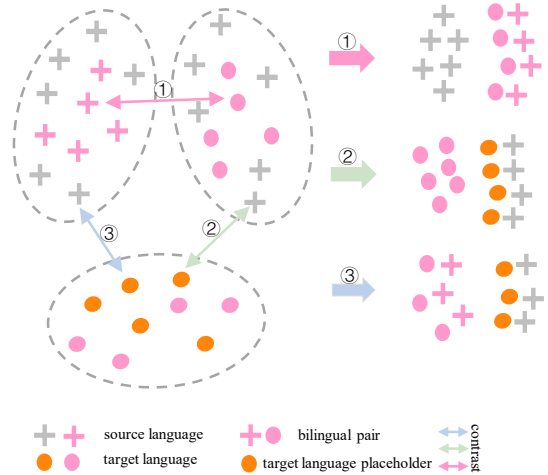 ①
①
②
③
②
③
source language
bilingual pair
target language
target language placeholder
contrast